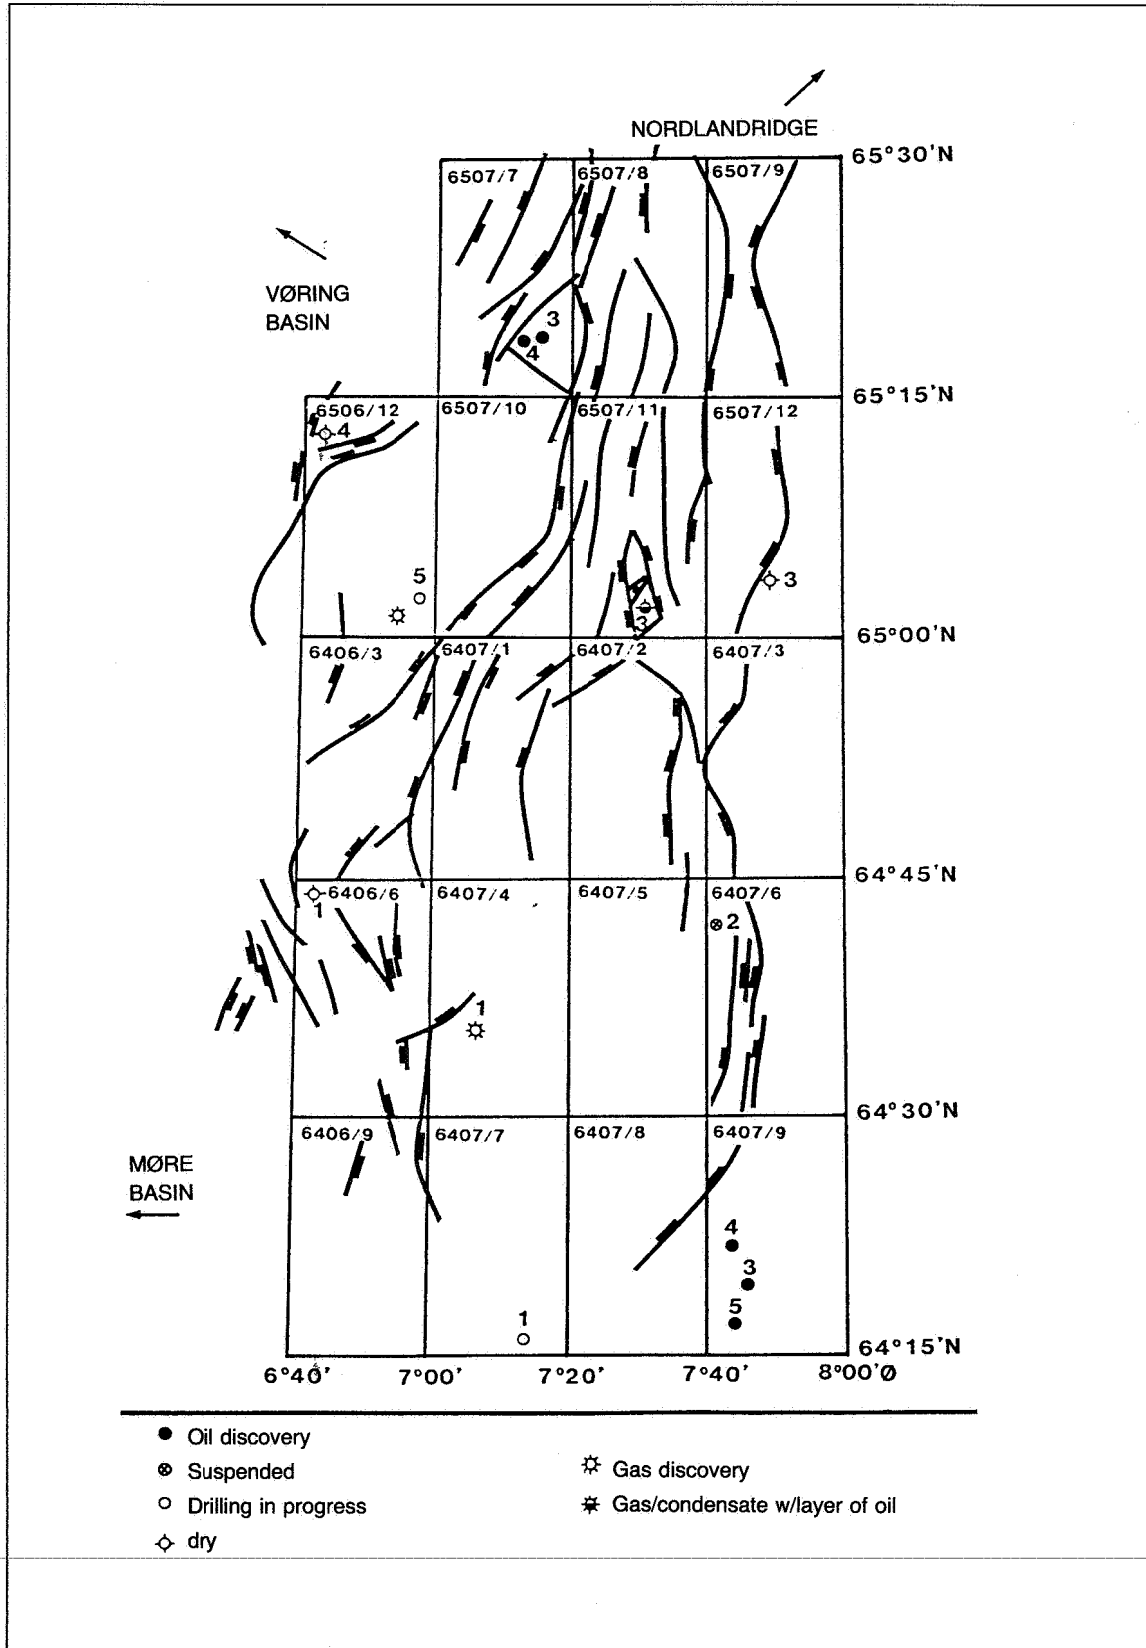 NORDLANDRIDGE
65°30'N
6507/7
6507/8
6507/9
VØRING
BASIN
3
4
65°15'N
6506/12
6507/10
6507/11
6507/12
4
5
3
3
65°00'N
6406/3
6407/1
6407/2
6407/3
64°45'N
6406/6
6407/4
6407/5
6407/6
1
2
1
64°30'N
6406/9
6407/7
6407/8
6407/9
MØRE
BASIN
4
3
5
1
64°15'N
6°40' 7°00' 7°20' 7°40' 8°00'Ø
Oil discovery
Suspended
Gas discovery
Drilling in progress
Gas/condensate w/layer of oil
dry